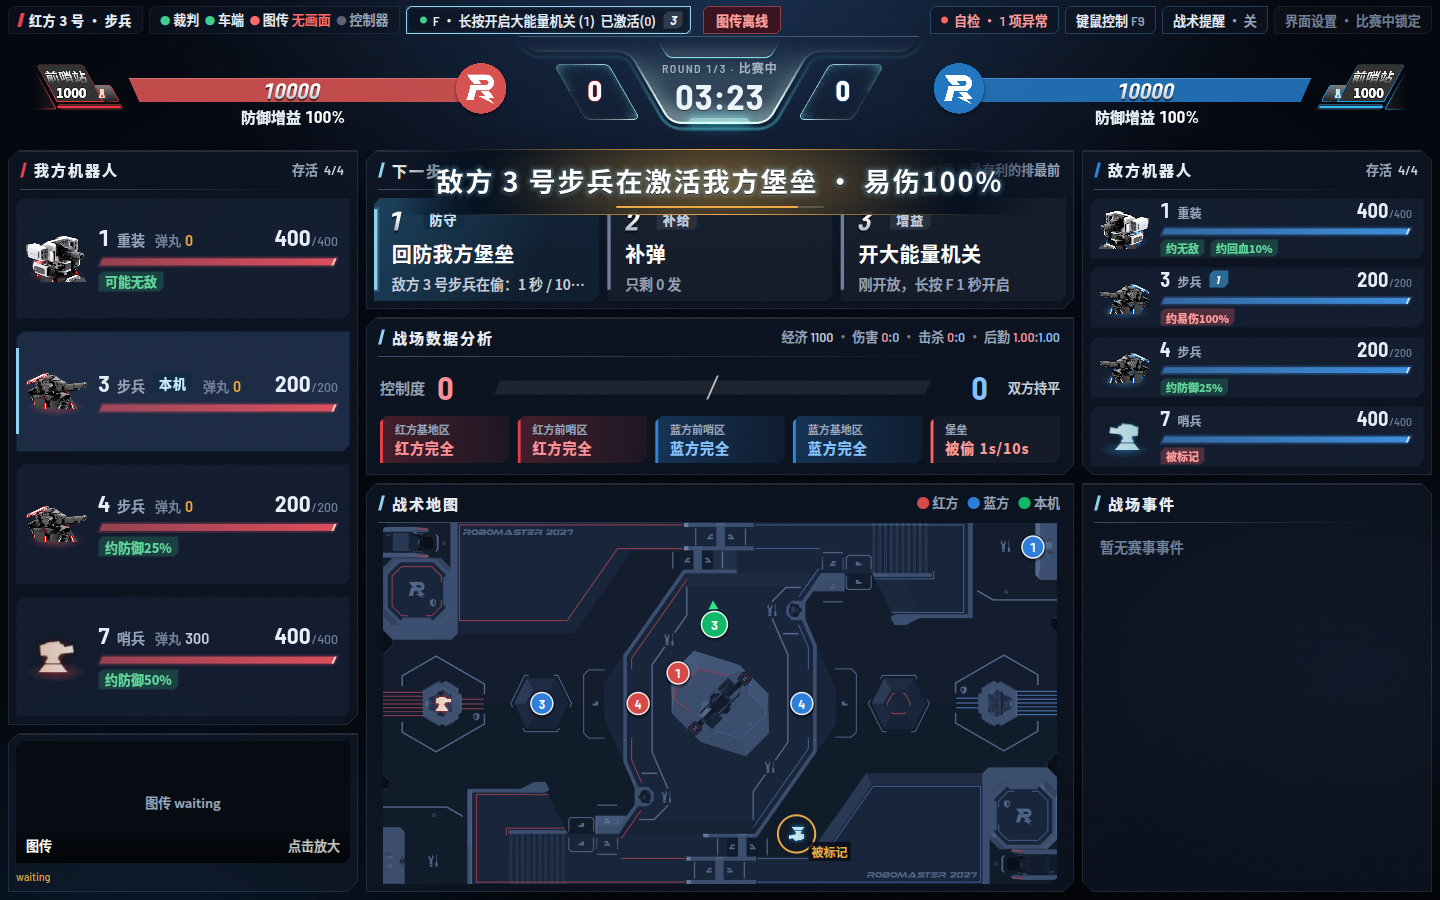 红方 3 号 · 步兵
裁判 车端 图传 无画面 控制器
F · 长按开启大能量机关 (1) 已激活(0) 3
图传离线
自检 · 1 项异常
键鼠控制 F9
战术提醒 · 关
界面设置 · 比赛中锁定
前哨站
1000
10000
防御增益 100%
0
ROUND 1/3 · 比赛中
03:23
0
10000
防御增益 100%
前哨站
1000
我方机器人
存活 4/4
1 重装 弹丸 0 400/400
可能无敌
3 步兵 本机 弹丸 0 200/200
4 步兵 弹丸 0 200/200
约防御25%
7 哨兵 弹丸 300 400/400
约防御50%
图传 waiting
图传
点击放大
waiting
下一步
利的排最前
敌方 3 号步兵在激活我方堡垒 · 易伤100%
1 防守
回防我方堡垒
敌方 3 号步兵在偷：1 秒 / 10…
2 补给
补弹
只剩 0 发
3 增益
开大能量机关
刚开放，长按 F 1 秒开启
战场数据分析
经济 1100 · 伤害 0:0 · 击杀 0:0 · 后勤 1.00:1.00
控制度 0
0 双方持平
红方基地区
红方完全
红方前哨区
红方完全
蓝方前哨区
蓝方完全
蓝方基地区
蓝方完全
堡垒
被偷 1s/10s
战术地图
红方 蓝方 本机
ROBOMASTER 2027
1
3
1
3
4
4
被标记
ROBOMASTER 2027
敌方机器人
存活 4/4
1 重装 400/400
约无敌 约回血10%
3 步兵 1 200/200
约易伤100%
4 步兵 200/200
约防御25%
7 哨兵 400/400
被标记
战场事件
暂无赛事事件